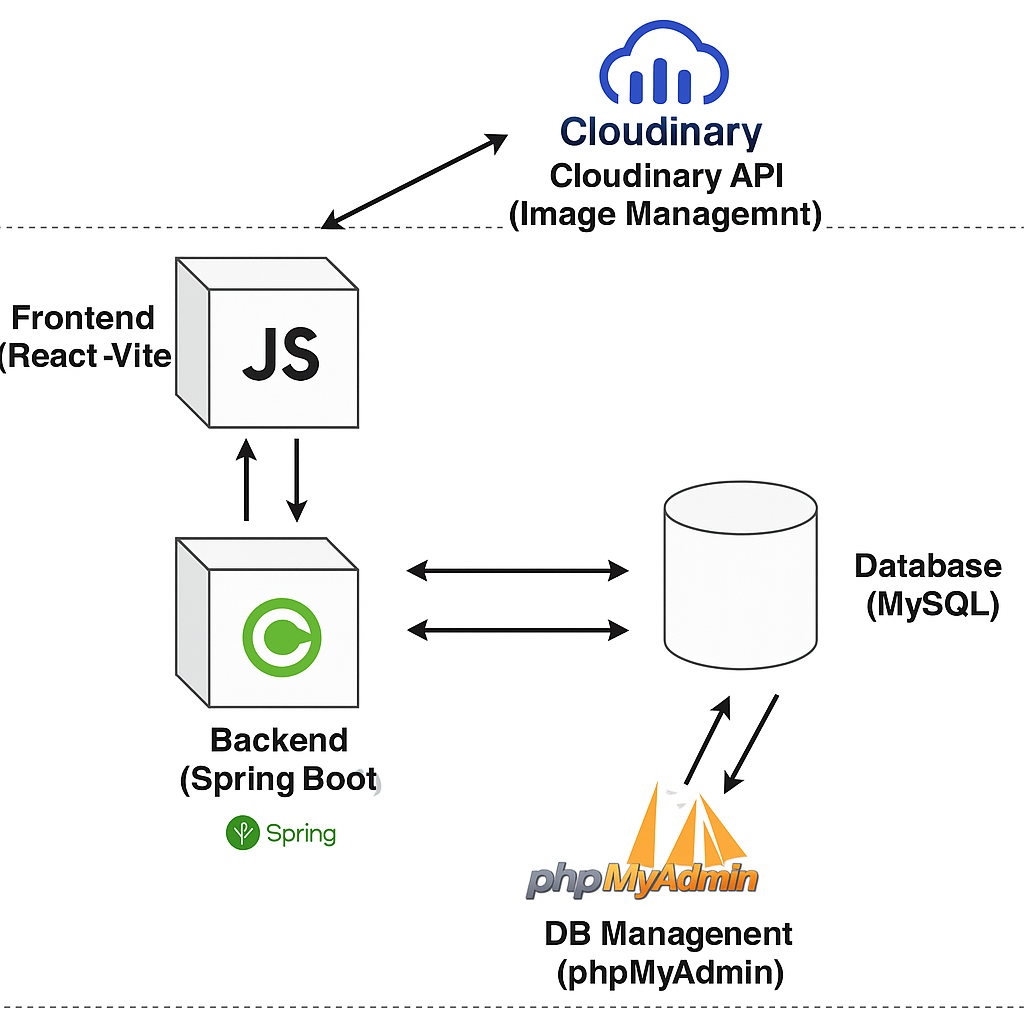 Cloudinary
Cloudinary API
(Image Managemnt)
Frontend
(React-Vite
JS
Database
(MySQL)
Backend
(Spring Boot)
Spring
phpMyAdmin
DB Managenent
(phpMyAdmin)